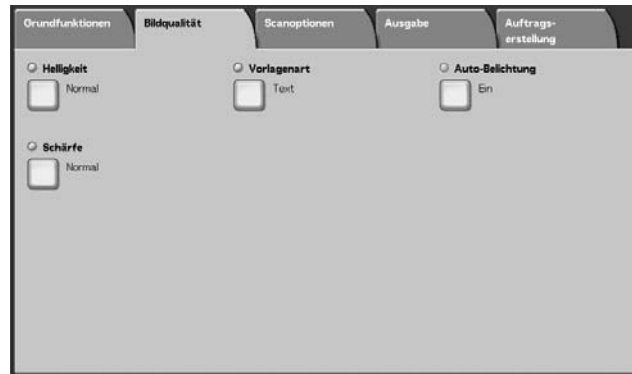 Grundfunktionen
Bildqualität
Scanoptionen
Ausgabe
Auftrags-
erstellung
Helligkeit
Normal
Vorlagenart
Text
Auto-Belichtung
Ein
Schärfe
Normal